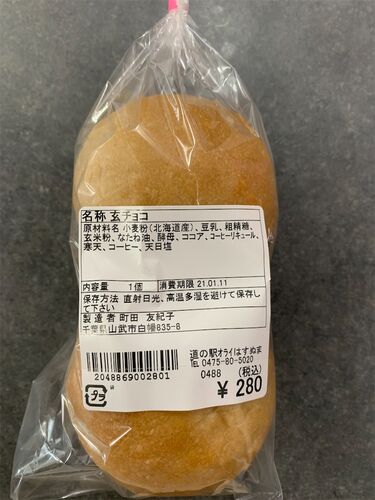 名称 玄チョコ
原材料名 小麦粉(北海道産)、豆乳、粗精糖、
玄米粉、なたね油、酵母、ココア、コーヒーリキュール、
寒天、コーヒー、天日塩
内容量 1個 消費期限 21.01.11
保存方法 直射日光、高温多湿を避けて保存し
て下さい
製造者 町田 友紀子
千葉県山武市白幡835-8
2048869002801
プラ
道の駅オライはすぬま
℡ 0475-80-5020
0488 (税込)
¥ 280